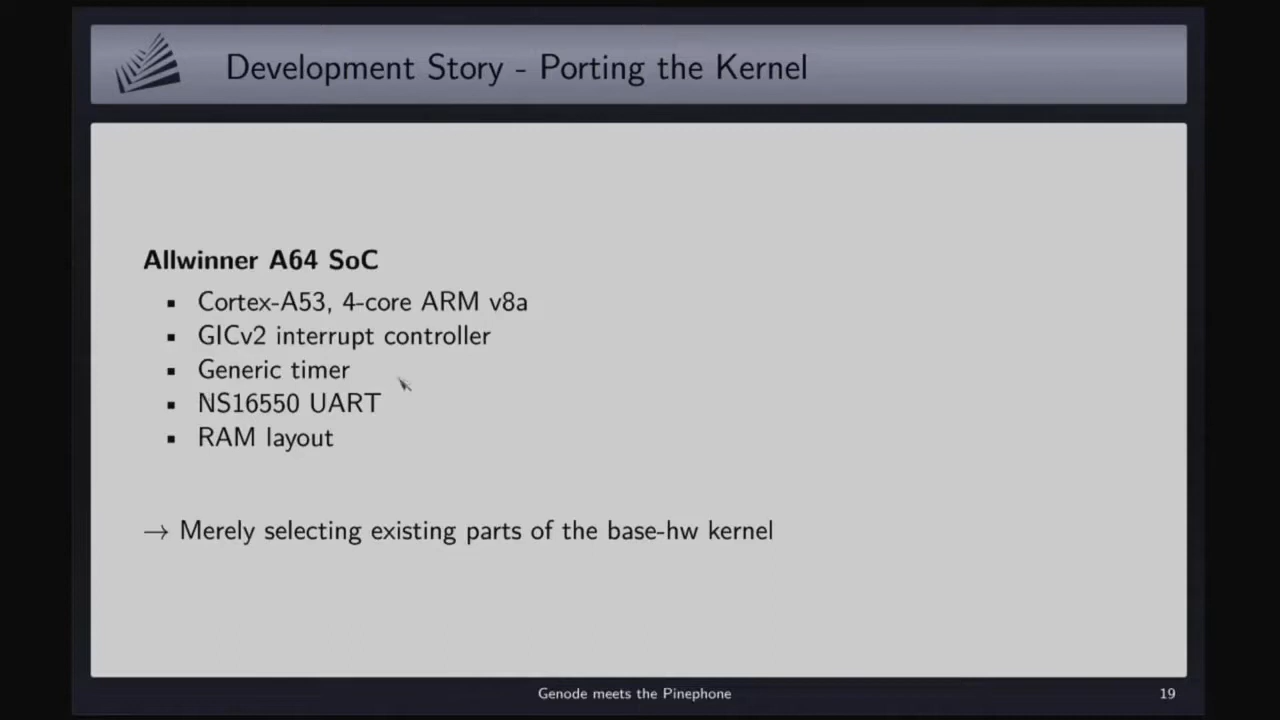 Development Story - Porting the Kernel
Allwinner A64 SoC
▪ Cortex-A53, 4-core ARM v8a
▪ GICv2 interrupt controller
▪ Generic timer
▪ NS16550 UART
▪ RAM layout
→ Merely selecting existing parts of the base-hw kernel
Genode meets the Pinephone
19